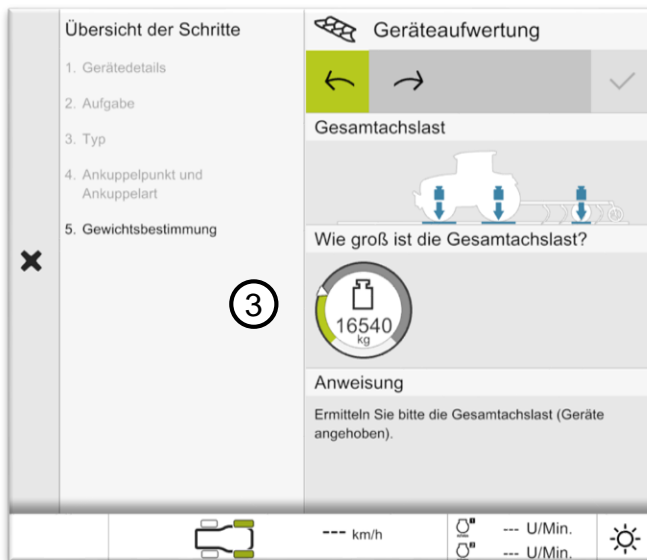 Übersicht der Schritte
1. Gerätedetails
2. Aufgabe
3. Typ
4. Ankuppelpunkt und
Ankuppelart
5. Gewichtsbestimmung
3
Geräteaufwertung
Gesamtachslast
Wie groß ist die Gesamtachslast?
16540
kg
Anweisung
Ermitteln Sie bitte die Gesamtachslast (Geräte
angehoben).
--- km/h
--- U/Min.
--- U/Min.